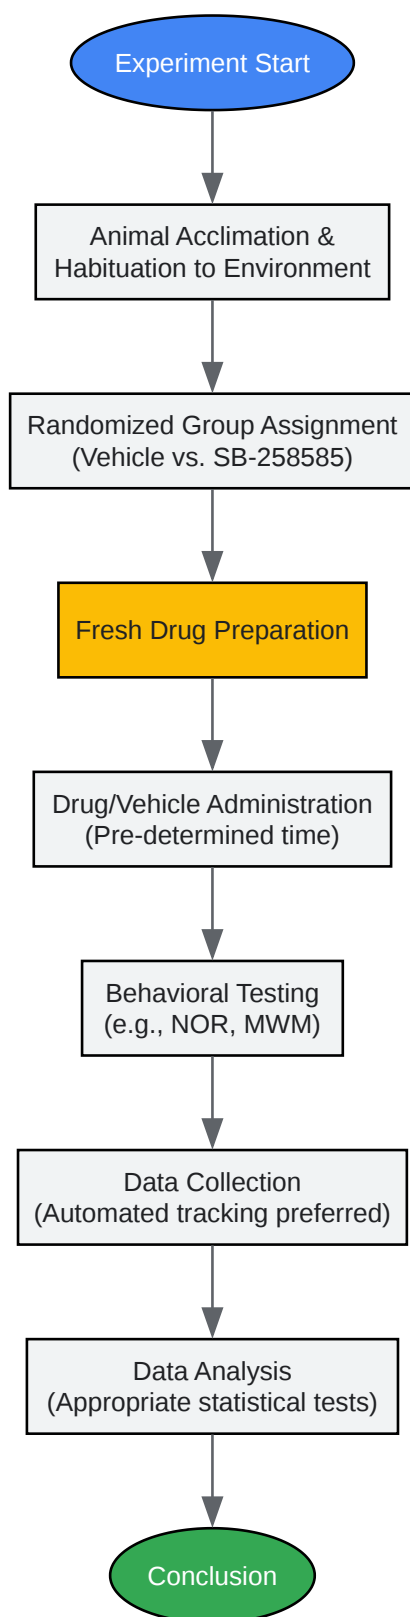 Experiment Start
Animal Acclimation &
Habituation to Environment
Randomized Group Assignment
(Vehicle vs. SB-258585)
Fresh Drug Preparation
Drug/Vehicle Administration
(Pre-determined time)
Behavioral Testing
(e.g., NOR, MWM)
Data Collection
(Automated tracking preferred)
Data Analysis
(Appropriate statistical tests)
Conclusion